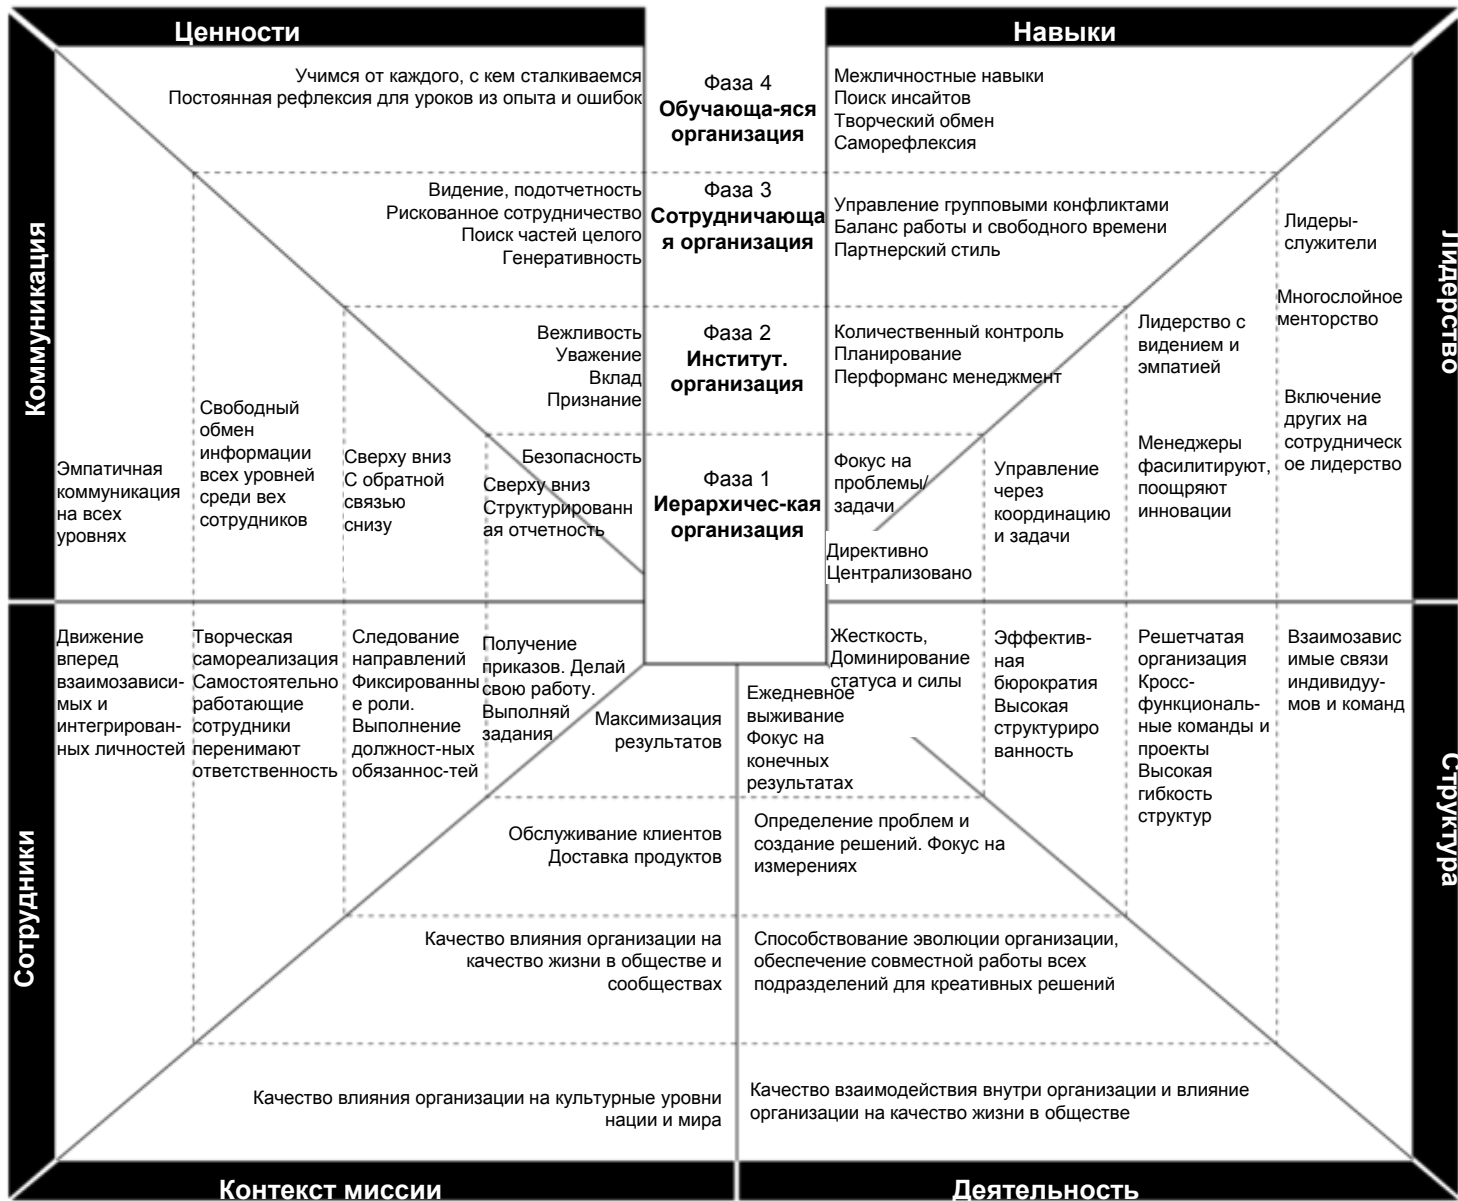 Ценности
Навыки
Учимся от каждого, с кем сталкиваемся
Постоянная рефлексия для уроков из опыта и ошибок
Фаза 4
Обучающа-яся
организация
Межличностные навыки
Поиск инсайтов
Творческий обмен
Саморефлексия
Видение, подотчетность
Рискованное сотрудничество
Поиск частей целого
Генеративность
Фаза 3
Сотрудничающа
я организация
Управление групповыми конфликтами
Баланс работы и свободного времени
Партнерский стиль
Вежливость
Уважение
Вклад
Признание
Фаза 2
Институт.
организация
Количественный контроль
Планирование
Перформанс менеджмент
Безопасность
Фаза 1
Иерархичес-кая
организация
Фокус на
проблемы/
задачи
Коммуникация
Эмпатичная
коммуникация
на всех
уровнях
Свободный
обмен
информации
всех уровней
среди вех
сотрудников
Сверху вниз
С обратной
связью
снизу
Сверху вниз
Структурированн
ая отчетность
Директивно
Централизовано
Управление
через
координацию
и задачи
Лидерство с
видением и
эмпатией
Менеджеры
фасилитируют,
поощряют
инновации
Лидеры-
служители
Многослойное
менторство
Включение
других на
сотрудническ
ое лидерство
Лидерство
Сотрудники
Движение
вперед
взаимозависи-
мых и
интегрирован-
ных личностей
Творческая
самореализация
Самостоятельно
работающие
сотрудники
перенимают
ответственность
Следование
направлений
Фиксированны
е роли.
Выполнение
должност-ных
обязаннос-тей
Получение
приказов. Делай
свою работу.
Выполняй
задания
Жесткость,
Доминирование
статуса и силы
Эффектив-
ная
бюрократия
Высокая
структуриро
ванность
Решетчатая
организация
Кросс-
функциональ-
ные команды и
проекты
Высокая
гибкость
структур
Взаимозавис
имые связи
индивидуу-
мов и команд
Структура
Максимизация
результатов
Ежедневное
выживание
Фокус на
конечных
результатах
Обслуживание клиентов
Доставка продуктов
Определение проблем и
создание решений. Фокус на
измерениях
Качество влияния организации на
качество жизни в обществе и
сообществах
Способствование эволюции организации,
обеспечение совместной работы всех
подразделений для креативных решений
Качество влияния организации на культурные уровни
нации и мира
Качество взаимодействия внутри организации и влияние
организации на качество жизни в обществе
Контекст миссии
Деятельность